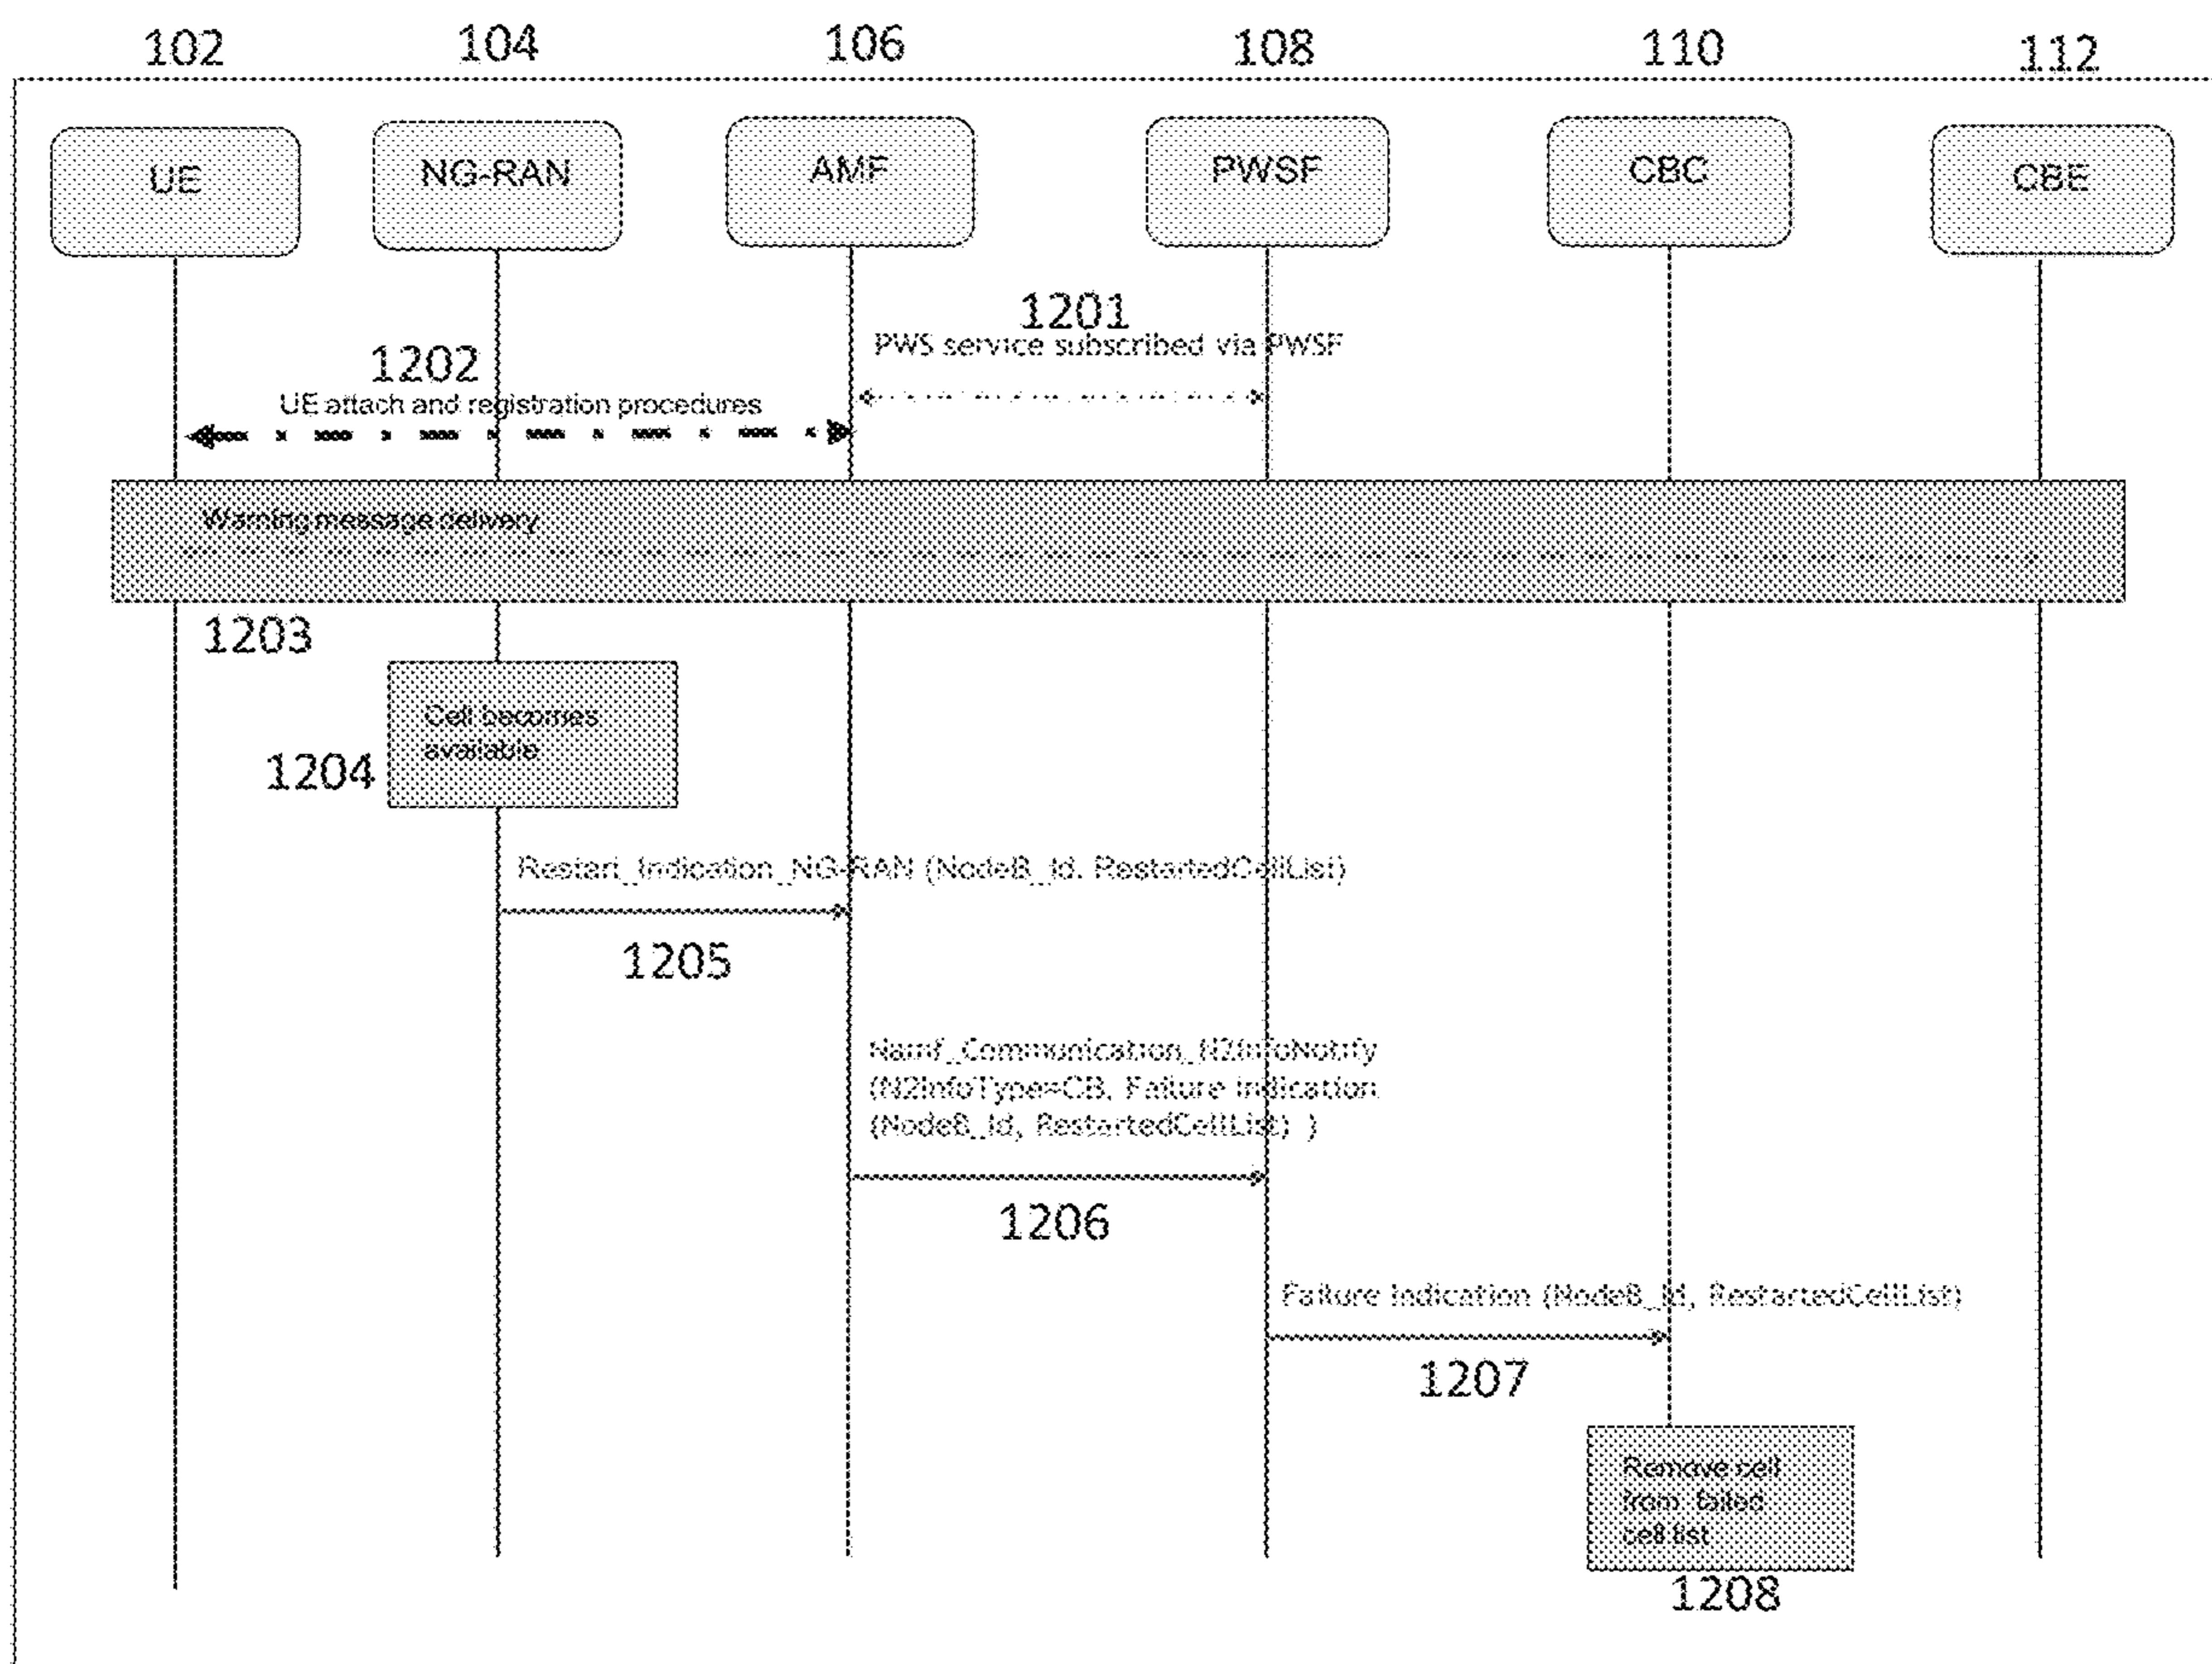 102
104
106
108
110
112
UE
NG-RAN
AMF
PWSF
CBC
CBE
1201
PWS service subscribed via PWSF
1202
UE attach and registration procedures
Warning message delivery
1203
Cell becomes
available
1204
Restart_Indication_NG-RAN (NodeB_Id. RestartedCellList)
1205
Namf_Communication_N2InfoNotify
(N2InfoType=CB, Failure indication
(NodeB_Id, RestartedCellList) )
1206
Failure Indication (NodeB_Id, RestartedCellList)
1207
Remove cell
from failed
cell list
1208